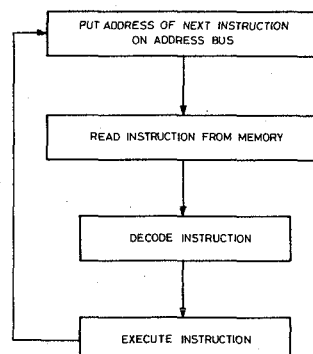 PUT ADDRESS OF NEXT INSTRUCTION
ON ADDRESS BUS
READ INSTRUCTION FROM MEMORY
DECODE INSTRUCTION
EXECUTE INSTRUCTION